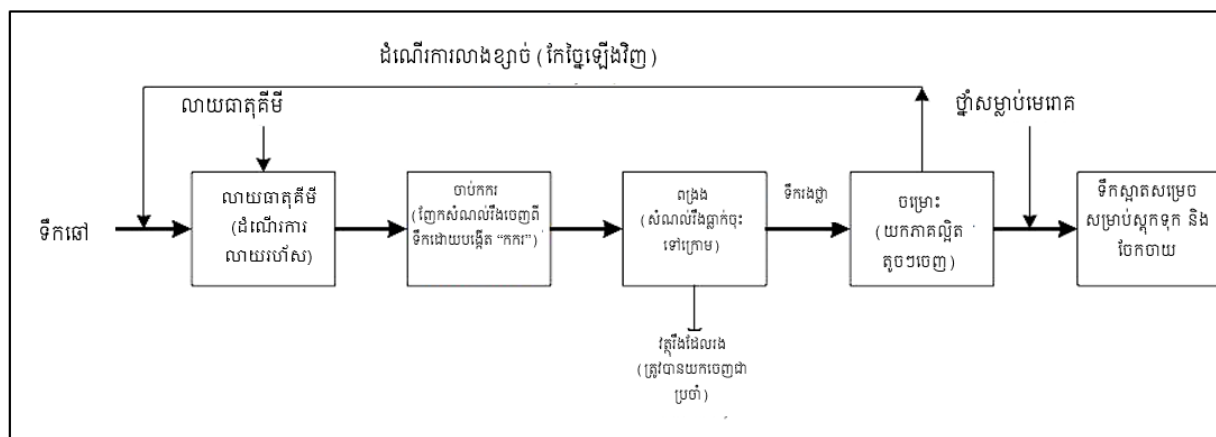 ដំណើរការលាងខ្សាច់ (កែច្នៃឡើងវិញ)
លាយធាតុគីមី
ថ្នាំសម្លាប់មេរោគ
ទឹកឆៅ
លាយធាតុគីមី
(ដំណើរការ
លាយរហ័ស)
ចាប់កករ
(ញែកសំណល់រឹងចេញពី
ទឹកដោយបង្កើត “កករ”)
ពង្រង
(សំណល់រឹងធ្លាក់ចុះ
ទៅក្រោម)
ទឹករងថ្លា
ចម្រោះ
(យកភាគល្អិត
តូចៗចេញ)
ទឹកស្អាតសម្រេច
សម្រាប់ស្តុកទុក និង
ចែកចាយ
វត្ថុរឹងដែលរង
(ត្រូវបានយកចេញជា
ប្រចាំ)